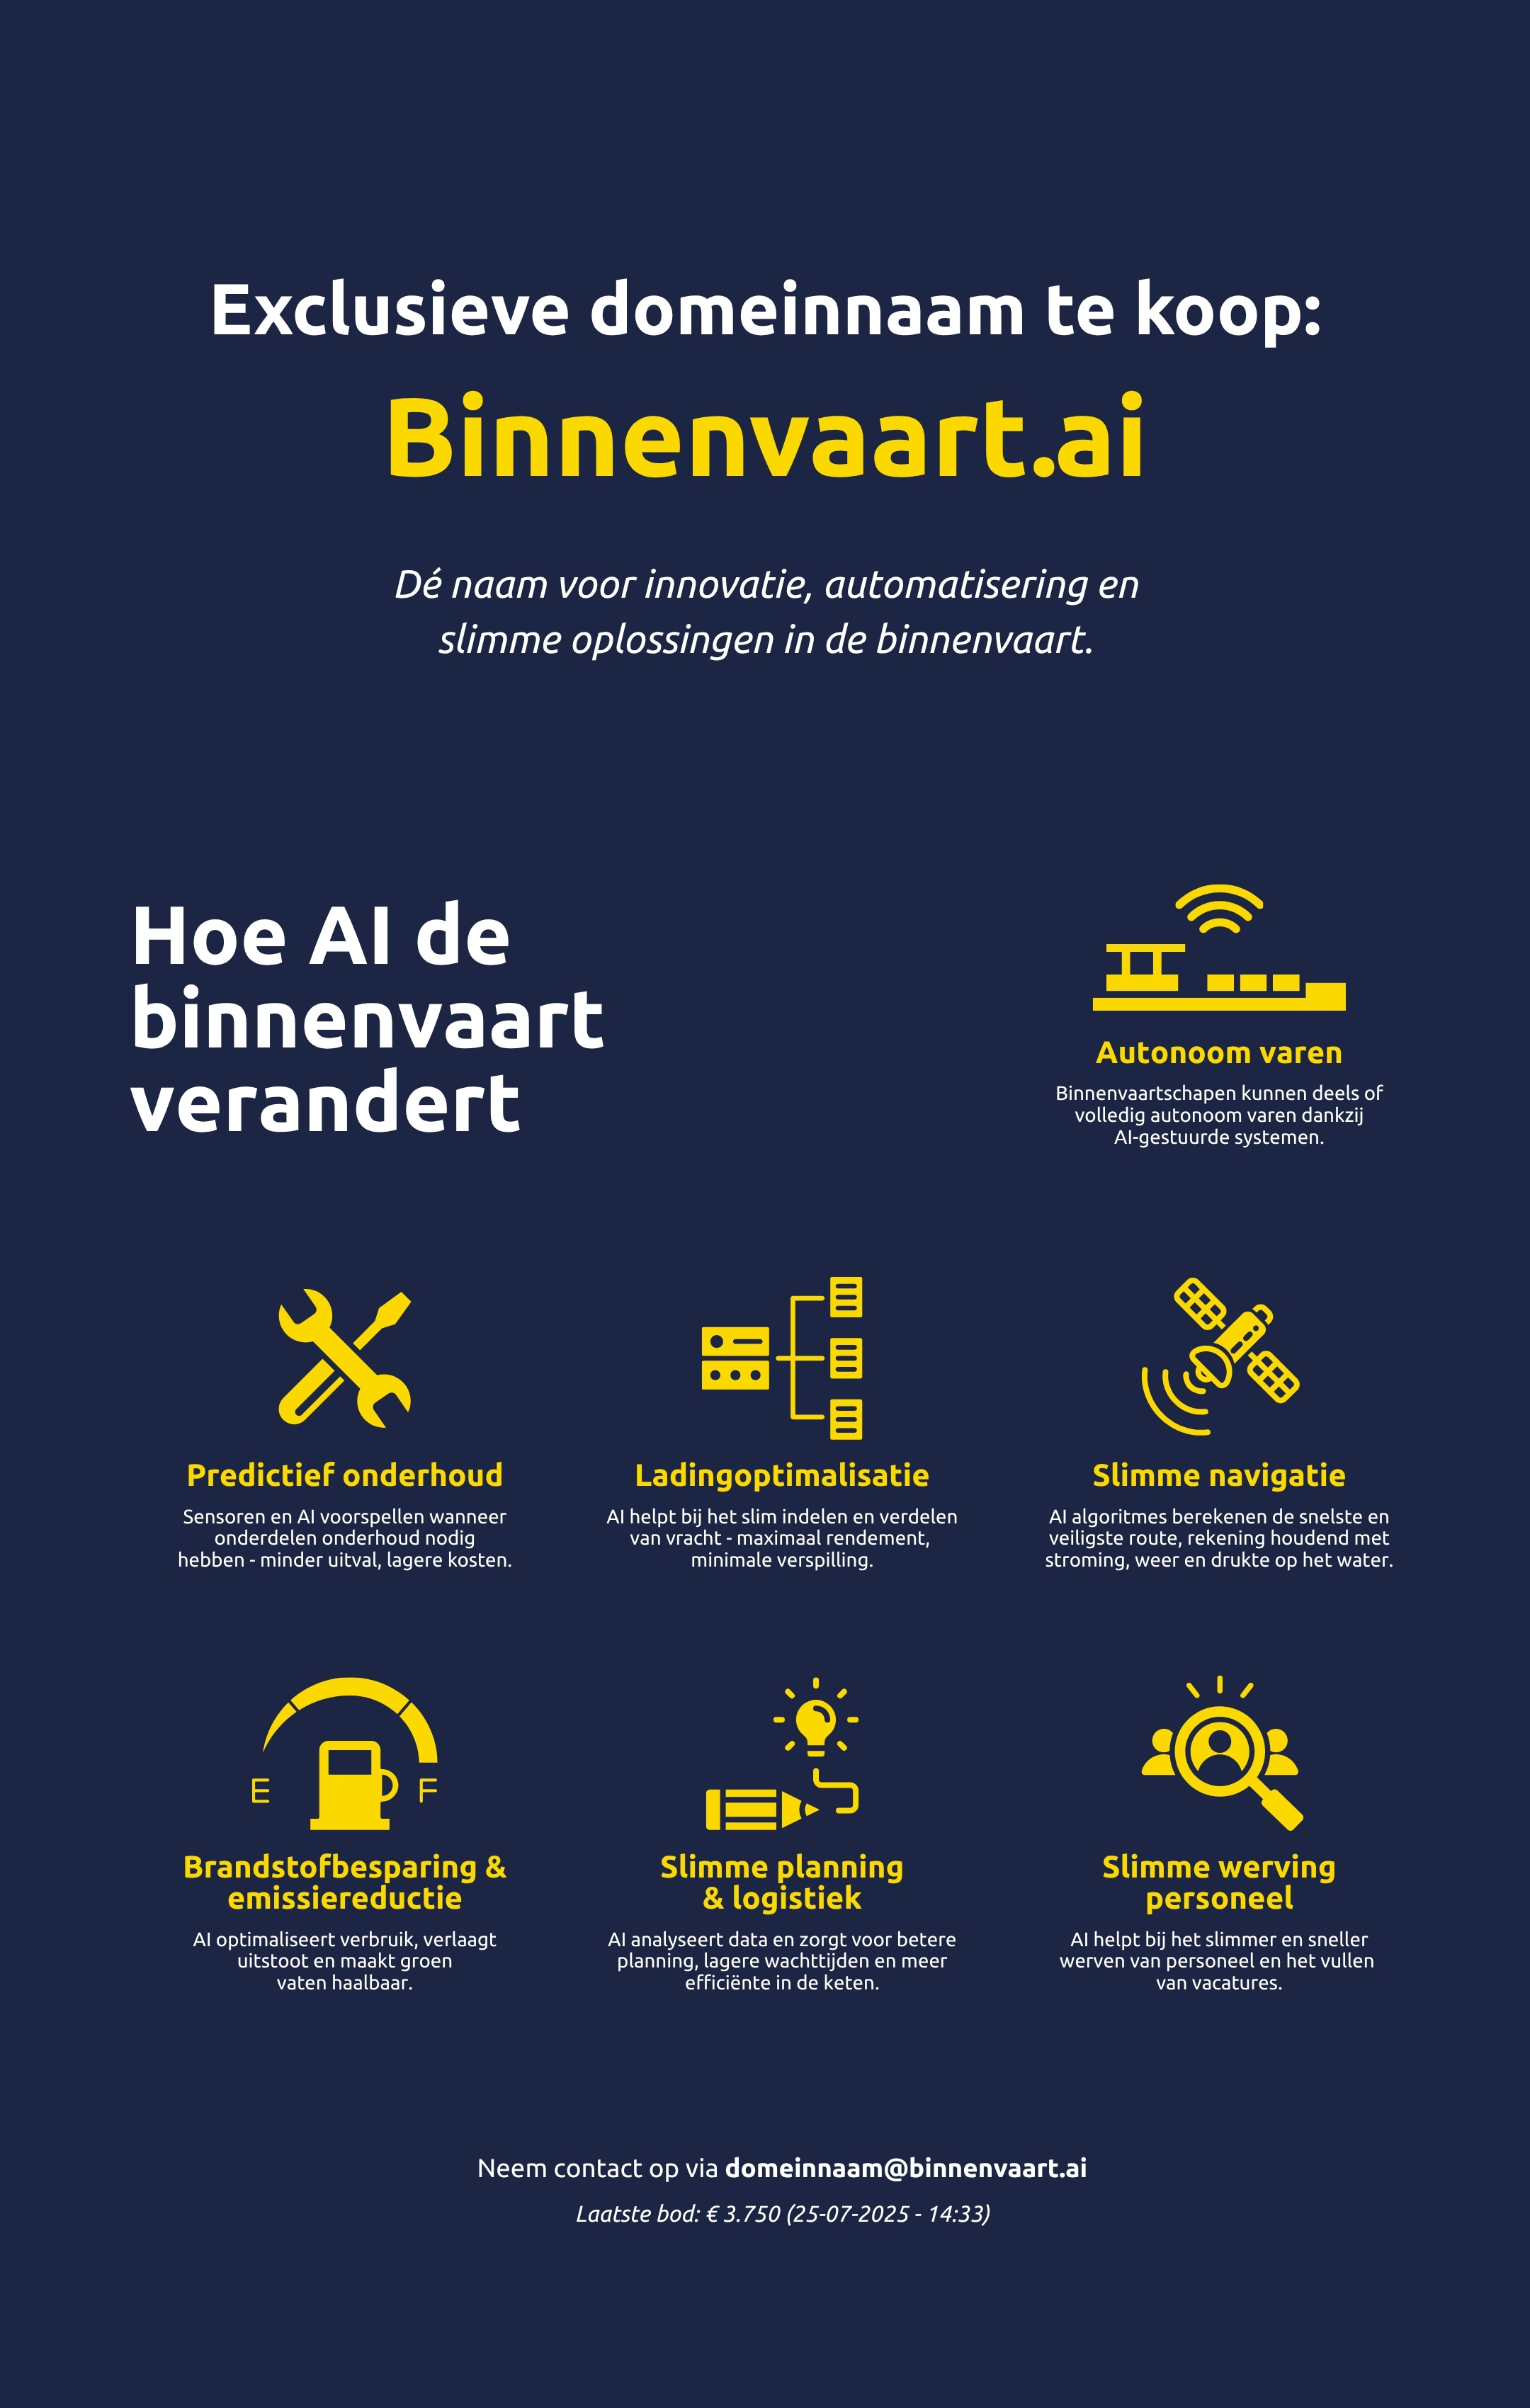 Exclusieve domeinnaam te koop:
Binnenvaart.ai
Dé naam voor innovatie, automatisering en
slimme oplossingen in de binnenvaart.
Hoe AI de
binnenvaart
verandert
Autonoom varen
Binnenvaartschapen kunnen deels of
volledig autonoom varen dankzij
AI-gestuurde systemen.
Predictief onderhoud
Sensoren en AI voorspellen wanneer
onderdelen onderhoud nodig
hebben - minder uitval, lagere kosten.
Ladingoptimalisatie
AI helpt bij het slim indelen en verdelen
van vracht - maximaal rendement,
minimale verspilling.
Slimme navigatie
AI algoritmes berekenen de snelste en
veiligste route, rekening houdend met
stroming, weer en drukte op het water.
E F
Brandstofbesparing &
emissiereductie
AI optimaliseert verbruik, verlaagt
uitstoot en maakt groen
vaten haalbaar.
Slimme planning
& logistiek
AI analyseert data en zorgt voor betere
planning, lagere wachttijden en meer
efficiënte in de keten.
Slimme werving
personeel
AI helpt bij het slimmer en sneller
werven van personeel en het vullen
van vacatures.
Neem contact op via domeinnaam@binnenvaart.ai
Laatste bod: € 3.750 (25-07-2025 - 14:33)